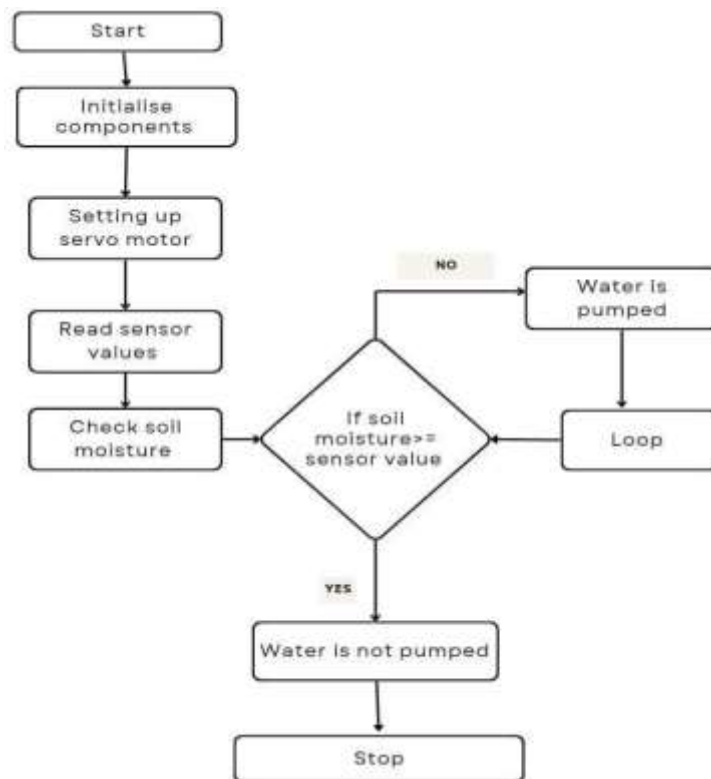 Start
Initialise
components
Setting up
servo motor
Read sensor
values
Check soil
moisture
If soil
moisture>=
sensor value
NO
Water is
pumped
Loop
YES
Water is not pumped
Stop